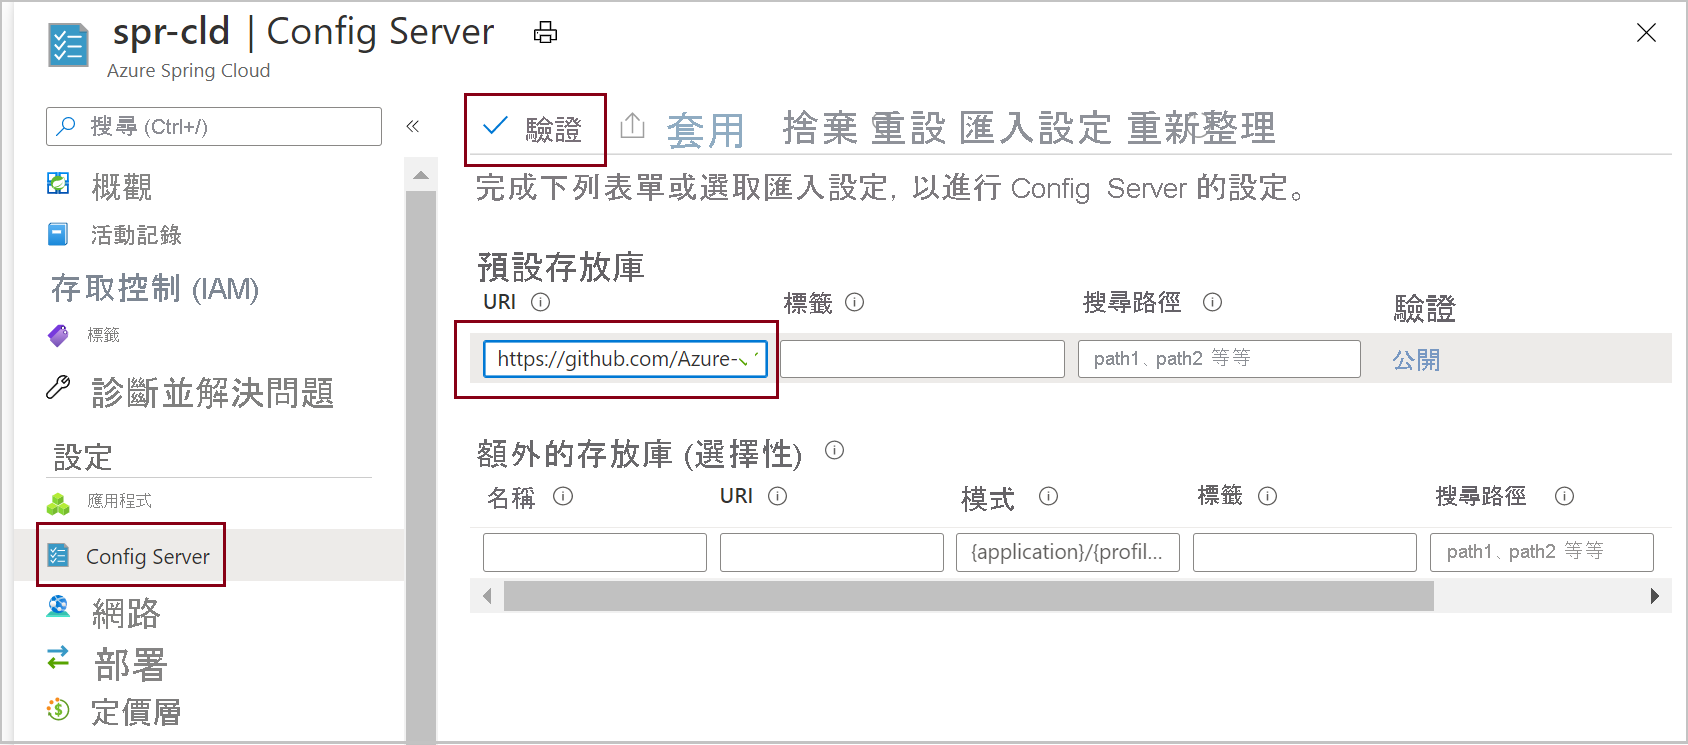 spr-cld | Config Server
Azure Spring Cloud
搜尋 (Ctrl+/)
«
概觀
活動記錄
存取控制 (IAM)
標籤
診斷並解決問題
設定
應用程式
Config Server
網路
部署
定價層
驗證 套用 捨棄 重設 匯入設定 重新整理
完成下列表單或選取匯入設定, 以進行 Config Server 的設定。
預設存放庫
URI 標籤 搜尋路徑 驗證
https://github.com/Azure- path1、path2 等等 公開
額外的存放庫 (選擇性)
名稱 URI 模式 標籤 搜尋路徑
{application}/{profil... path1、path2 等等